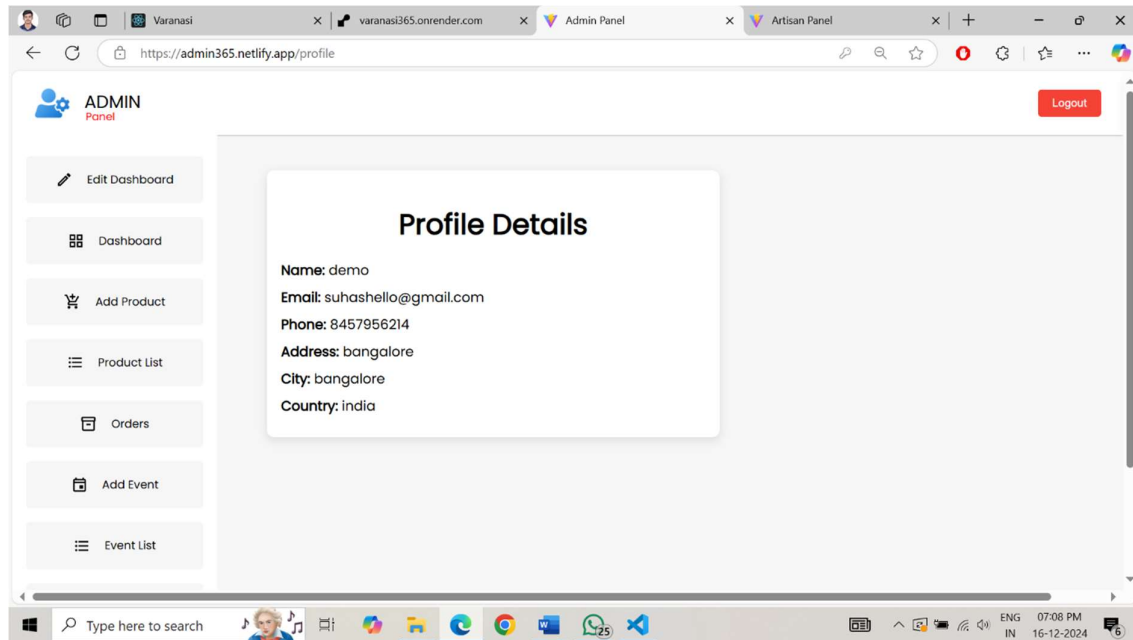 Varanasi
varanasi365.onrender.com
Admin Panel
Artisan Panel
https://admin365.netlify.app/profile
ADMIN
Panel
Logout
Edit Dashboard
Dashboard
Add Product
Product List
Orders
Add Event
Event List
Profile Details
Name: demo
Email: suhashello@gmail.com
Phone: 8457956214
Address: bangalore
City: bangalore
Country: india
Type here to search
25
ENG
IN
07:08 PM
16-12-2024
6